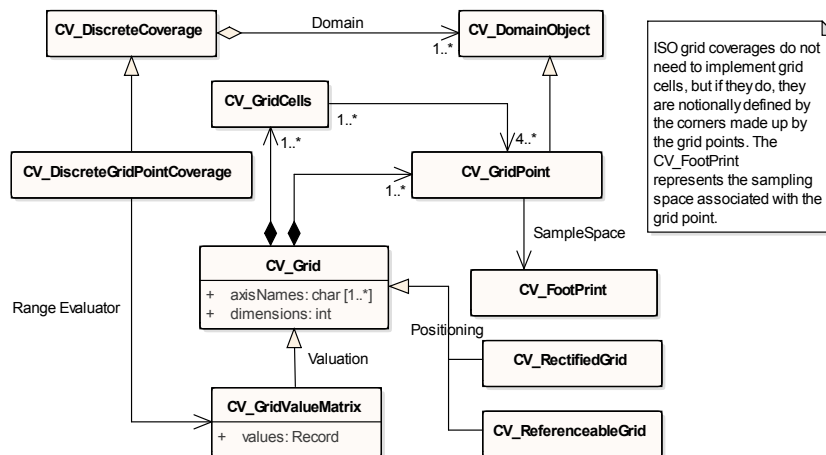 CV_DiscreteCoverage
Domain
1..*
CV_DomainObject
ISO grid coverages do not
need to implement grid
cells, but if they do, they
are notionally defined by
the corners made up by
the grid points. The
CV_FootPrint
represents the sampling
space associated with the
grid point.
CV_GridCells
1..*
1..*
4..*
CV_DiscreteGridPointCoverage
CV_GridPoint
1..*
SampleSpace
CV_Grid
+ axisNames: char [1..*]
+ dimensions: int
CV_FootPrint
Range Evaluator
Positioning
Valuation
CV_RectifiedGrid
CV_GridValueMatrix
+ values: Record
CV_ReferenceableGrid